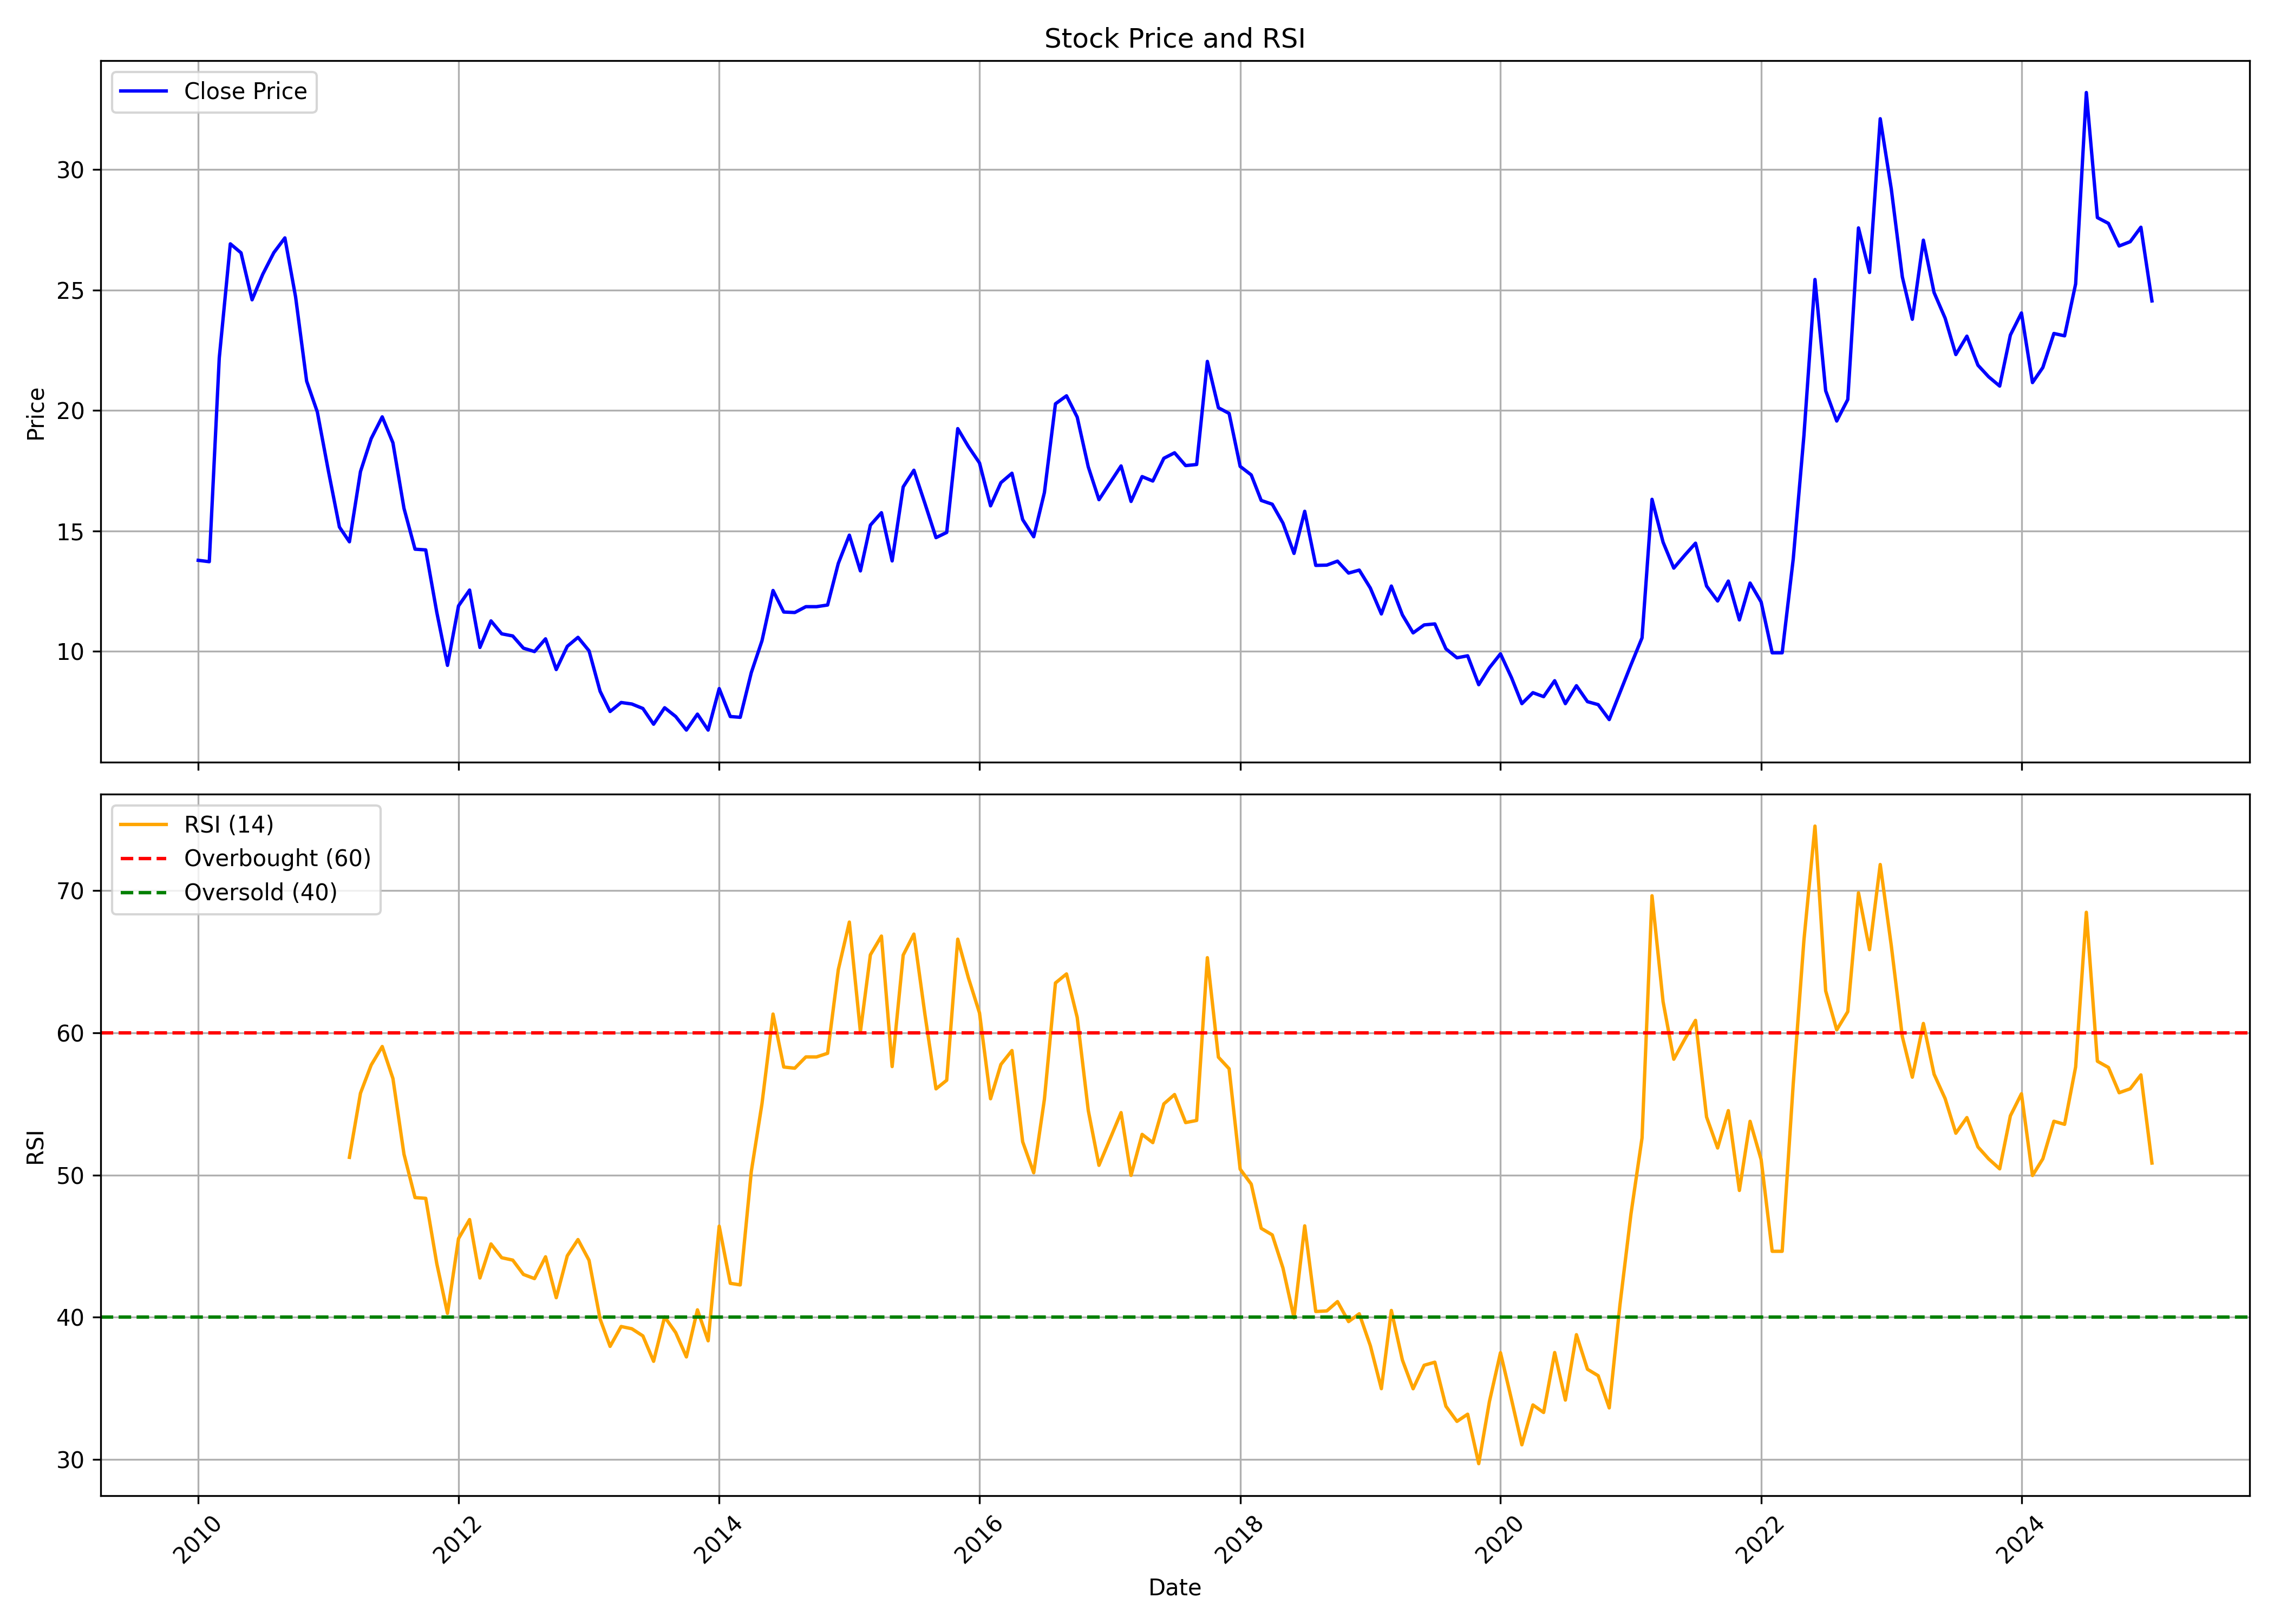 Stock Price and RSI
Close Price
30
25
20
15
10
Price
RSI (14)
Overbought (60)
Oversold (40)
70
60
50
40
30
RSI
2010
2012
2014
2016
2018
2020
2022
2024
Date